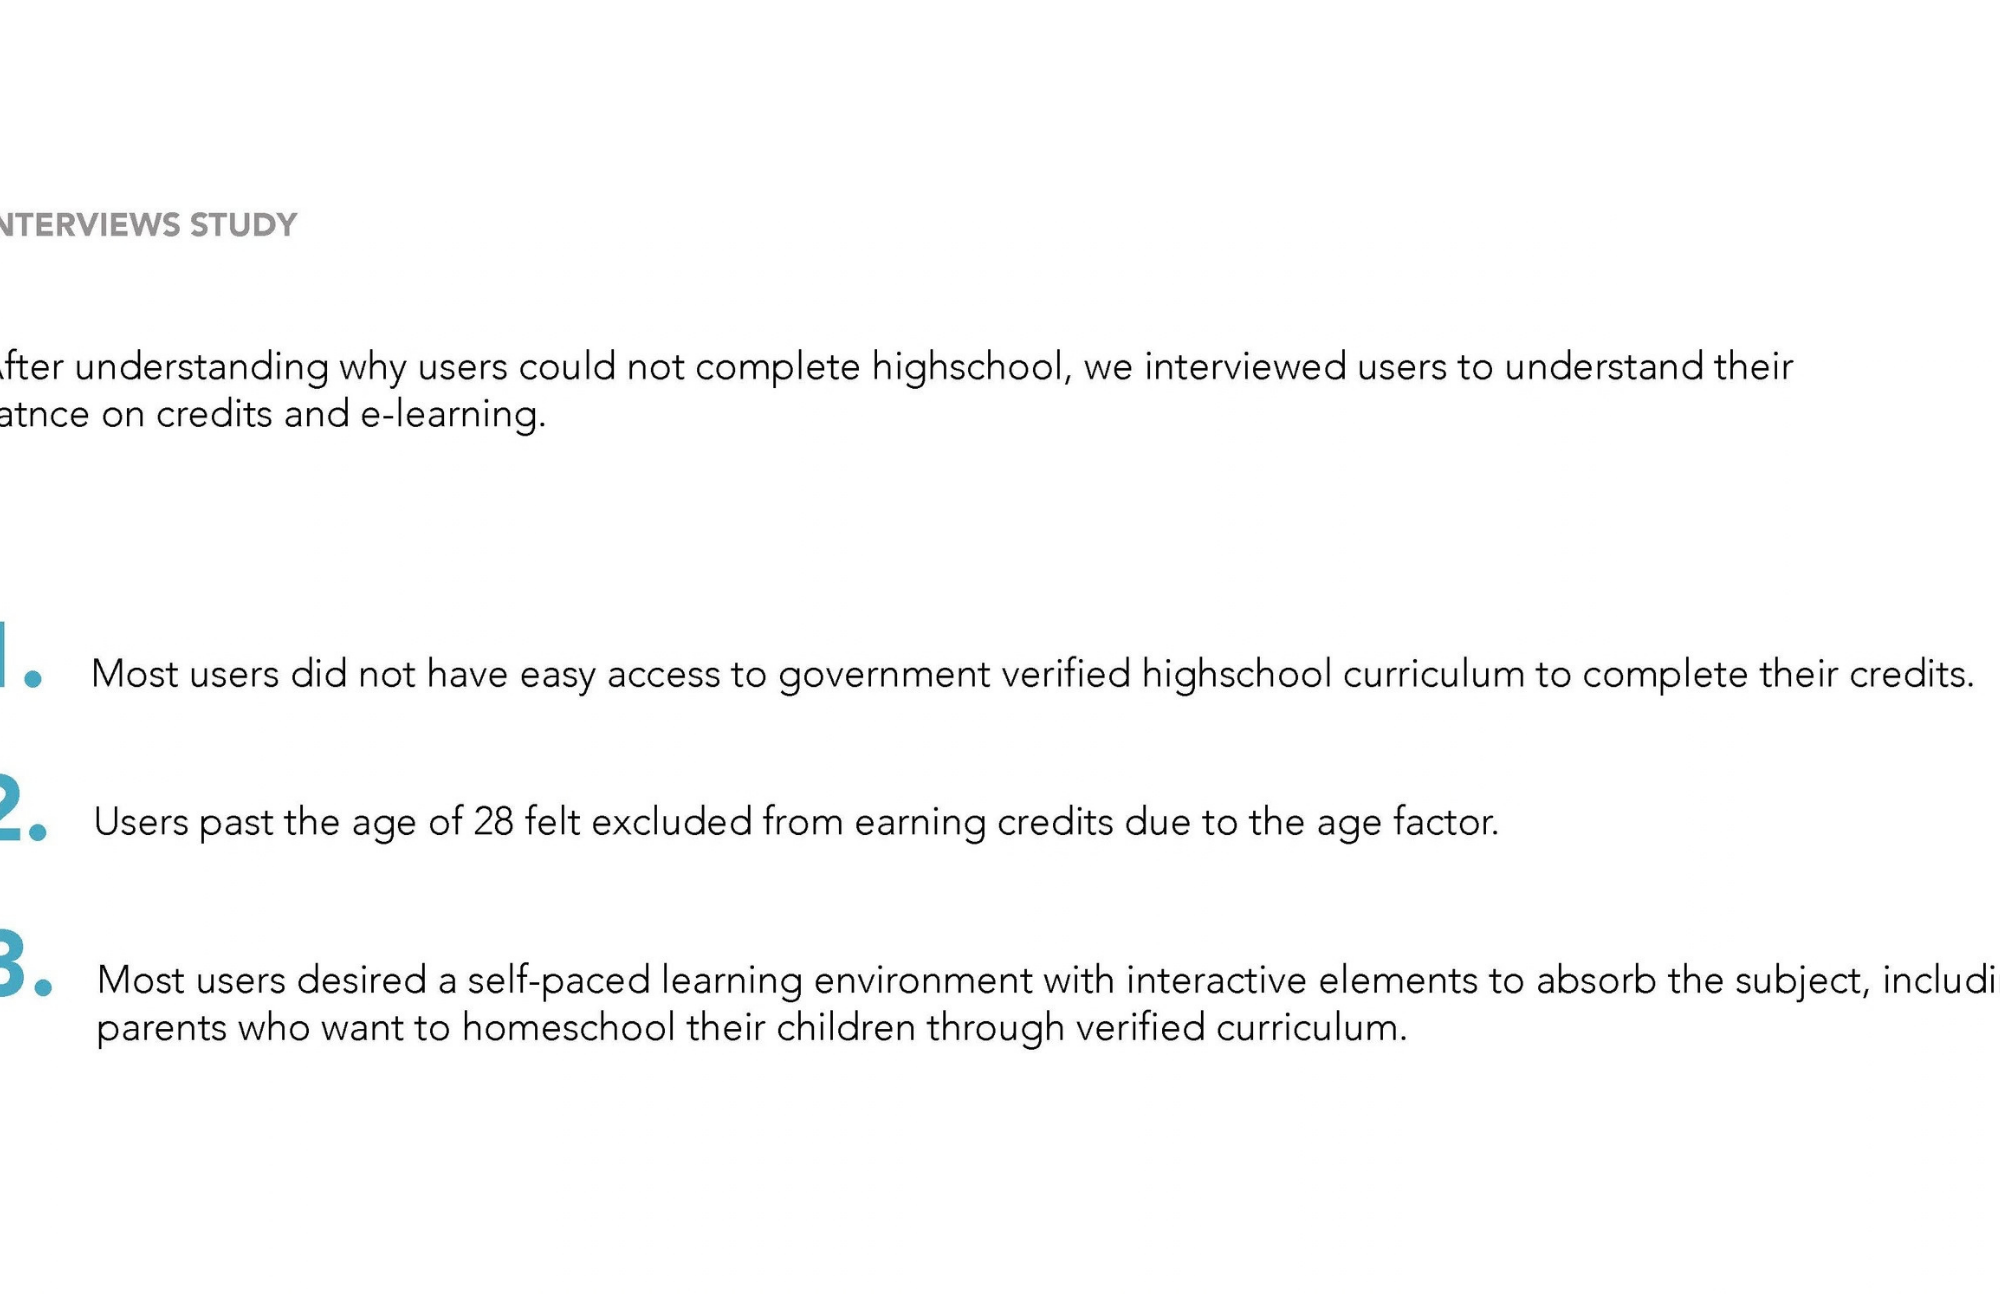 NTERVIEWS STUDY
fter understanding why users could not complete highschool, we interviewed users to understand their
atnce on credits and e-learning.
1. Most users did not have easy access to government verified highschool curriculum to complete their credits.
2. Users past the age of 28 felt excluded from earning credits due to the age factor.
3. Most users desired a self-paced learning environment with interactive elements to absorb the subject, includi
parents who want to homeschool their children through verified curriculum.